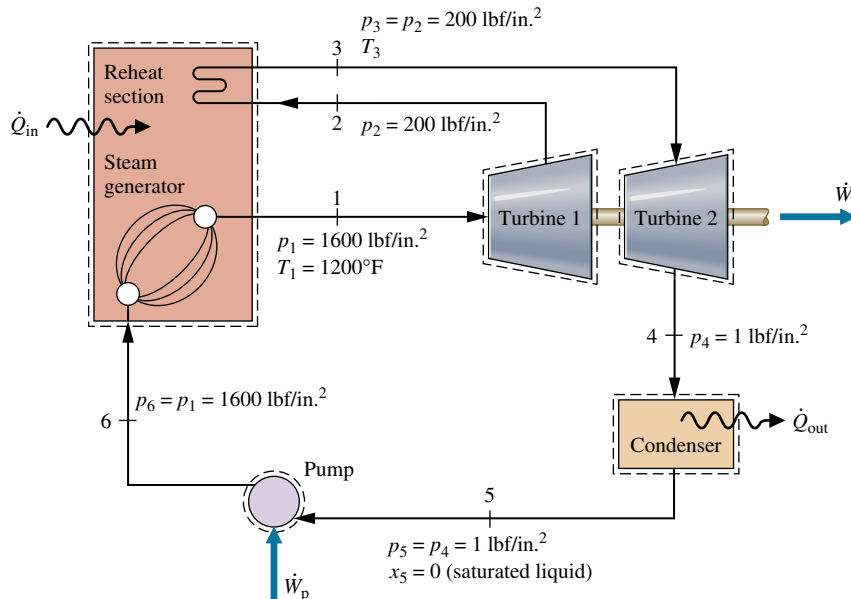 p₃ = p₂ = 200 lbf/in.²
T₃
3
Reheat
section
2
p₂ = 200 lbf/in.²
Q̇in
Steam
generator
1
Turbine 1
Turbine 2
Ẇ
p₁ = 1600 lbf/in.²
T₁ = 1200°F
4
p₄ = 1 lbf/in.²
p₆ = p₁ = 1600 lbf/in.²
6
Q̇out
Condenser
Pump
5
p₅ = p₄ = 1 lbf/in.²
x₅ = 0 (saturated liquid)
Ẇp